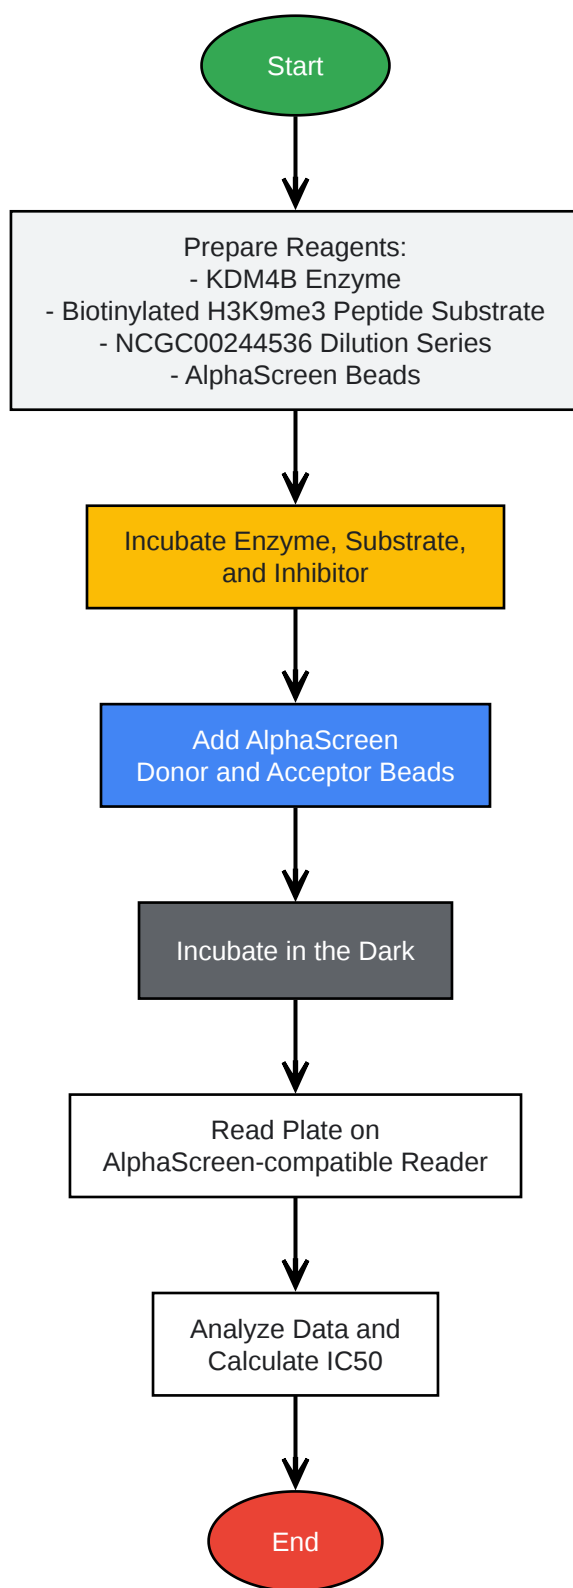 Start
Prepare Reagents:
- KDM4B Enzyme
- Biotinylated H3K9me3 Peptide Substrate
- NCGC00244536 Dilution Series
- AlphaScreen Beads
Incubate Enzyme, Substrate,
and Inhibitor
Add AlphaScreen
Donor and Acceptor Beads
Incubate in the Dark
Read Plate on
AlphaScreen-compatible Reader
Analyze Data and
Calculate IC50
End